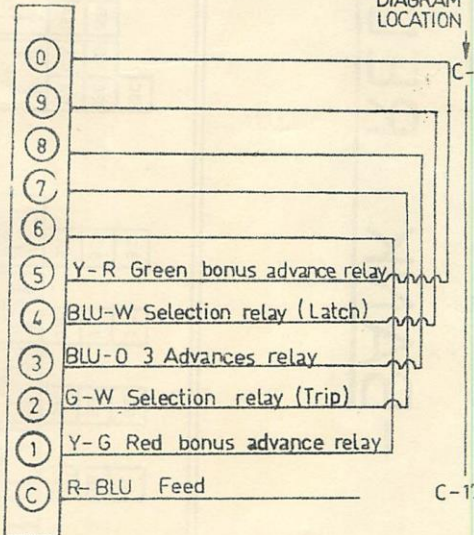 DIAGRAM
LOCATION
0
C-
9
8
7
6
5 Y-R Green bonus advance relay
4 BLU-W Selection relay (Latch)
3 BLU-O 3 Advances relay
2 G-W Selection relay (Trip)
1 Y-G Red bonus advance relay
C R-BLU Feed
C-1